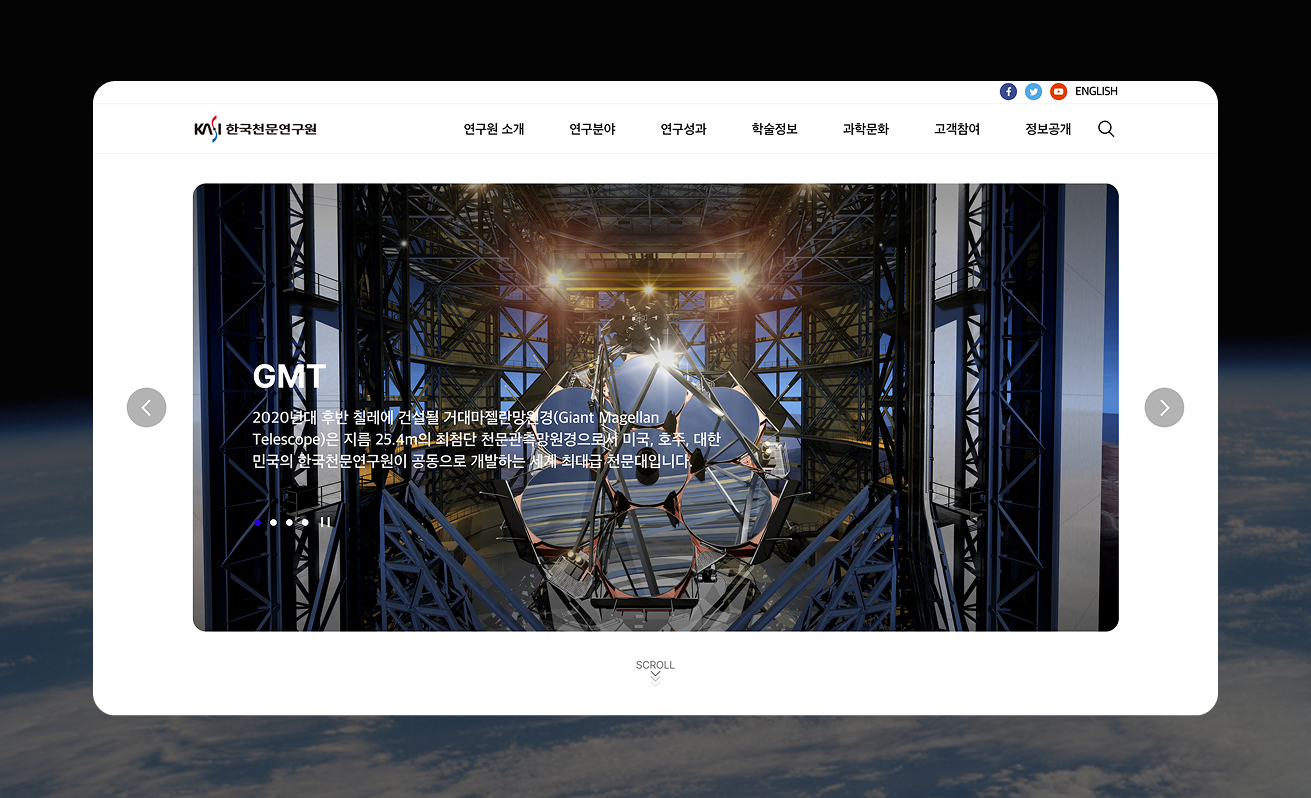 ENGLISH
KASI 한국천문연구원
연구원 소개 연구분야 연구성과 학술정보 과학문화 고객참여 정보공개
GMT
2020년대 후반 칠레에 건설될 거대마젤란망원경(Giant Magellan
Telescope)은 지름 25.4m의 최첨단 천문관측망원경으로서 미국, 호주, 대한
민국의 한국천문연구원이 공동으로 개발하는 세계 최대급 천문대입니다.
SCROLL